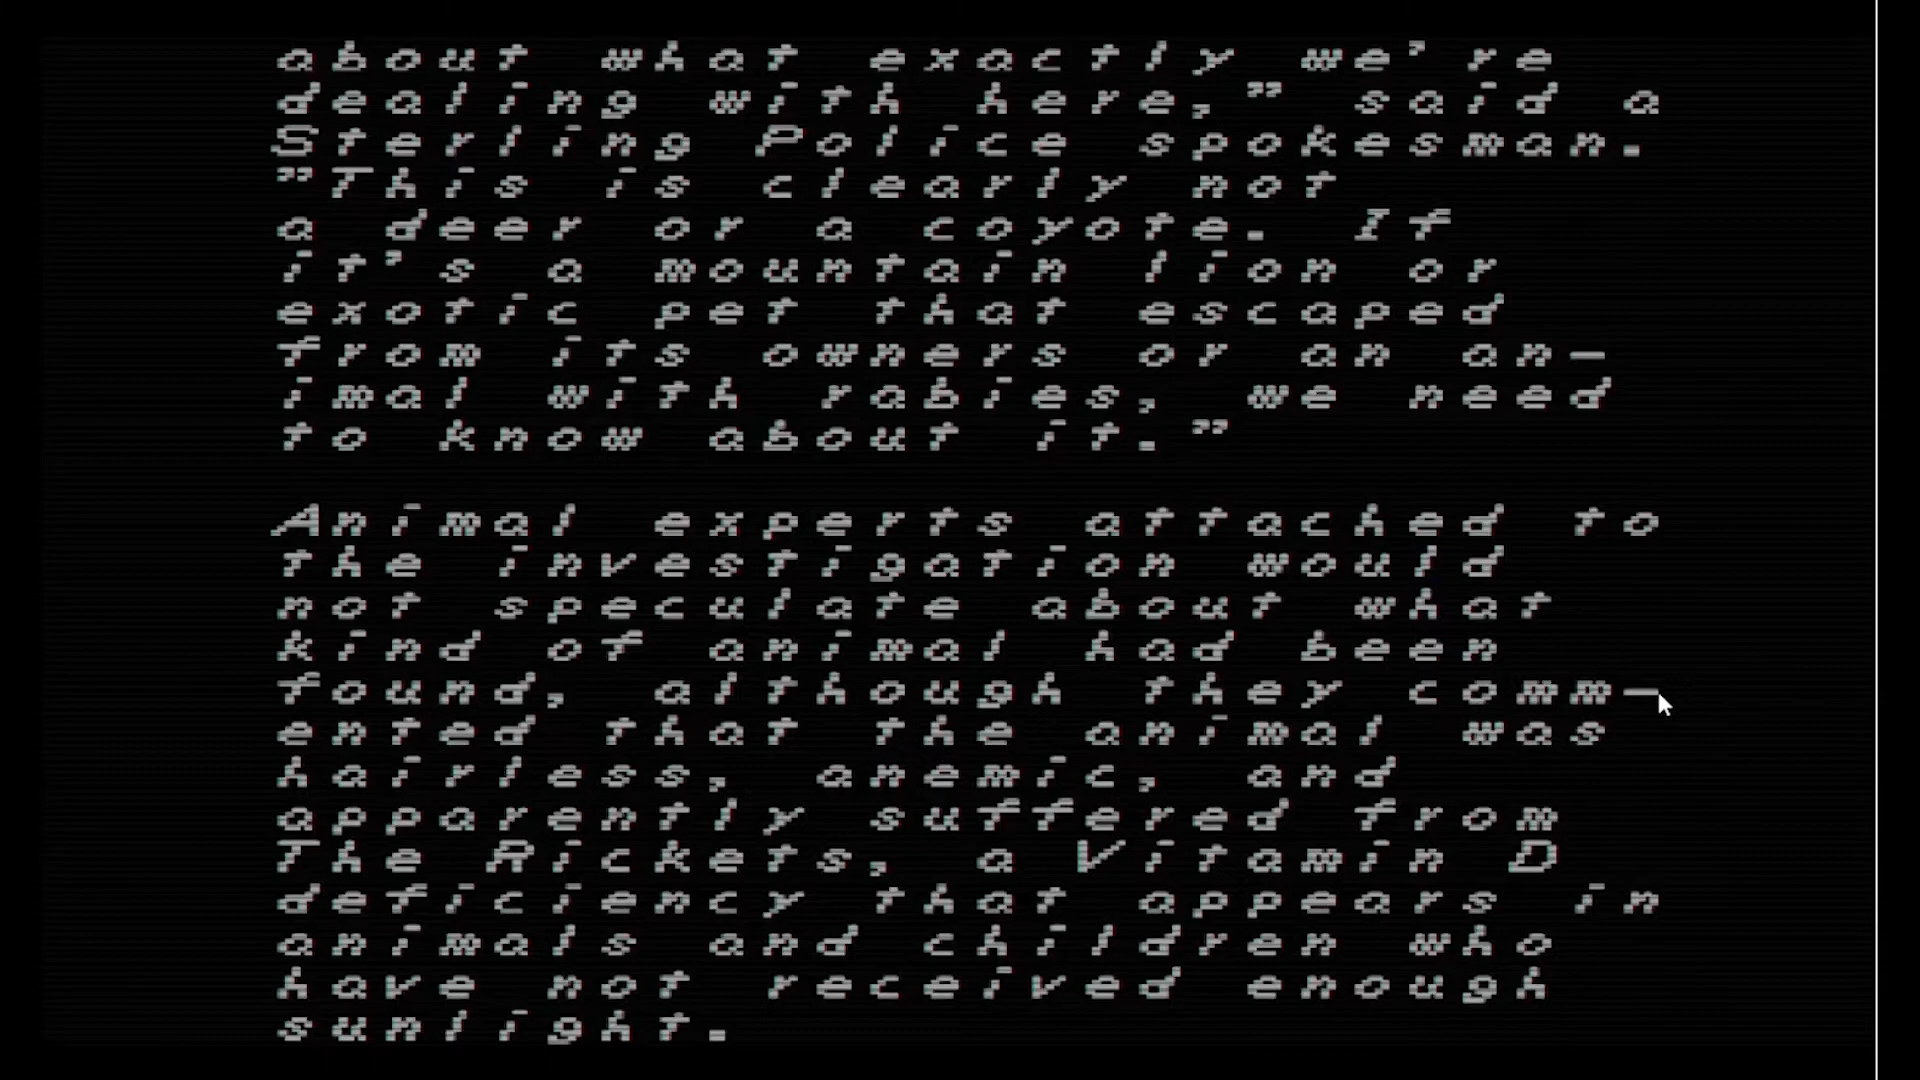 about what exactly we're
dealing with here," said a
Sterling Police spokesman.
"This is clearly not
a deer or a coyote. If
it's a mountain lion or
exotic pet that escaped
from its owners or an an-
imal with rabies, we need
to know about it."
Animal experts attached to
the investigation would
not speculate about what
kind of animal had been
found, although they comm-
ented that the animal was
hairless, anemic, and
apparently suffered from
The Rickets, a Vitamin D
deficiency that appears in
animals and children who
have not received enough
sunlight.